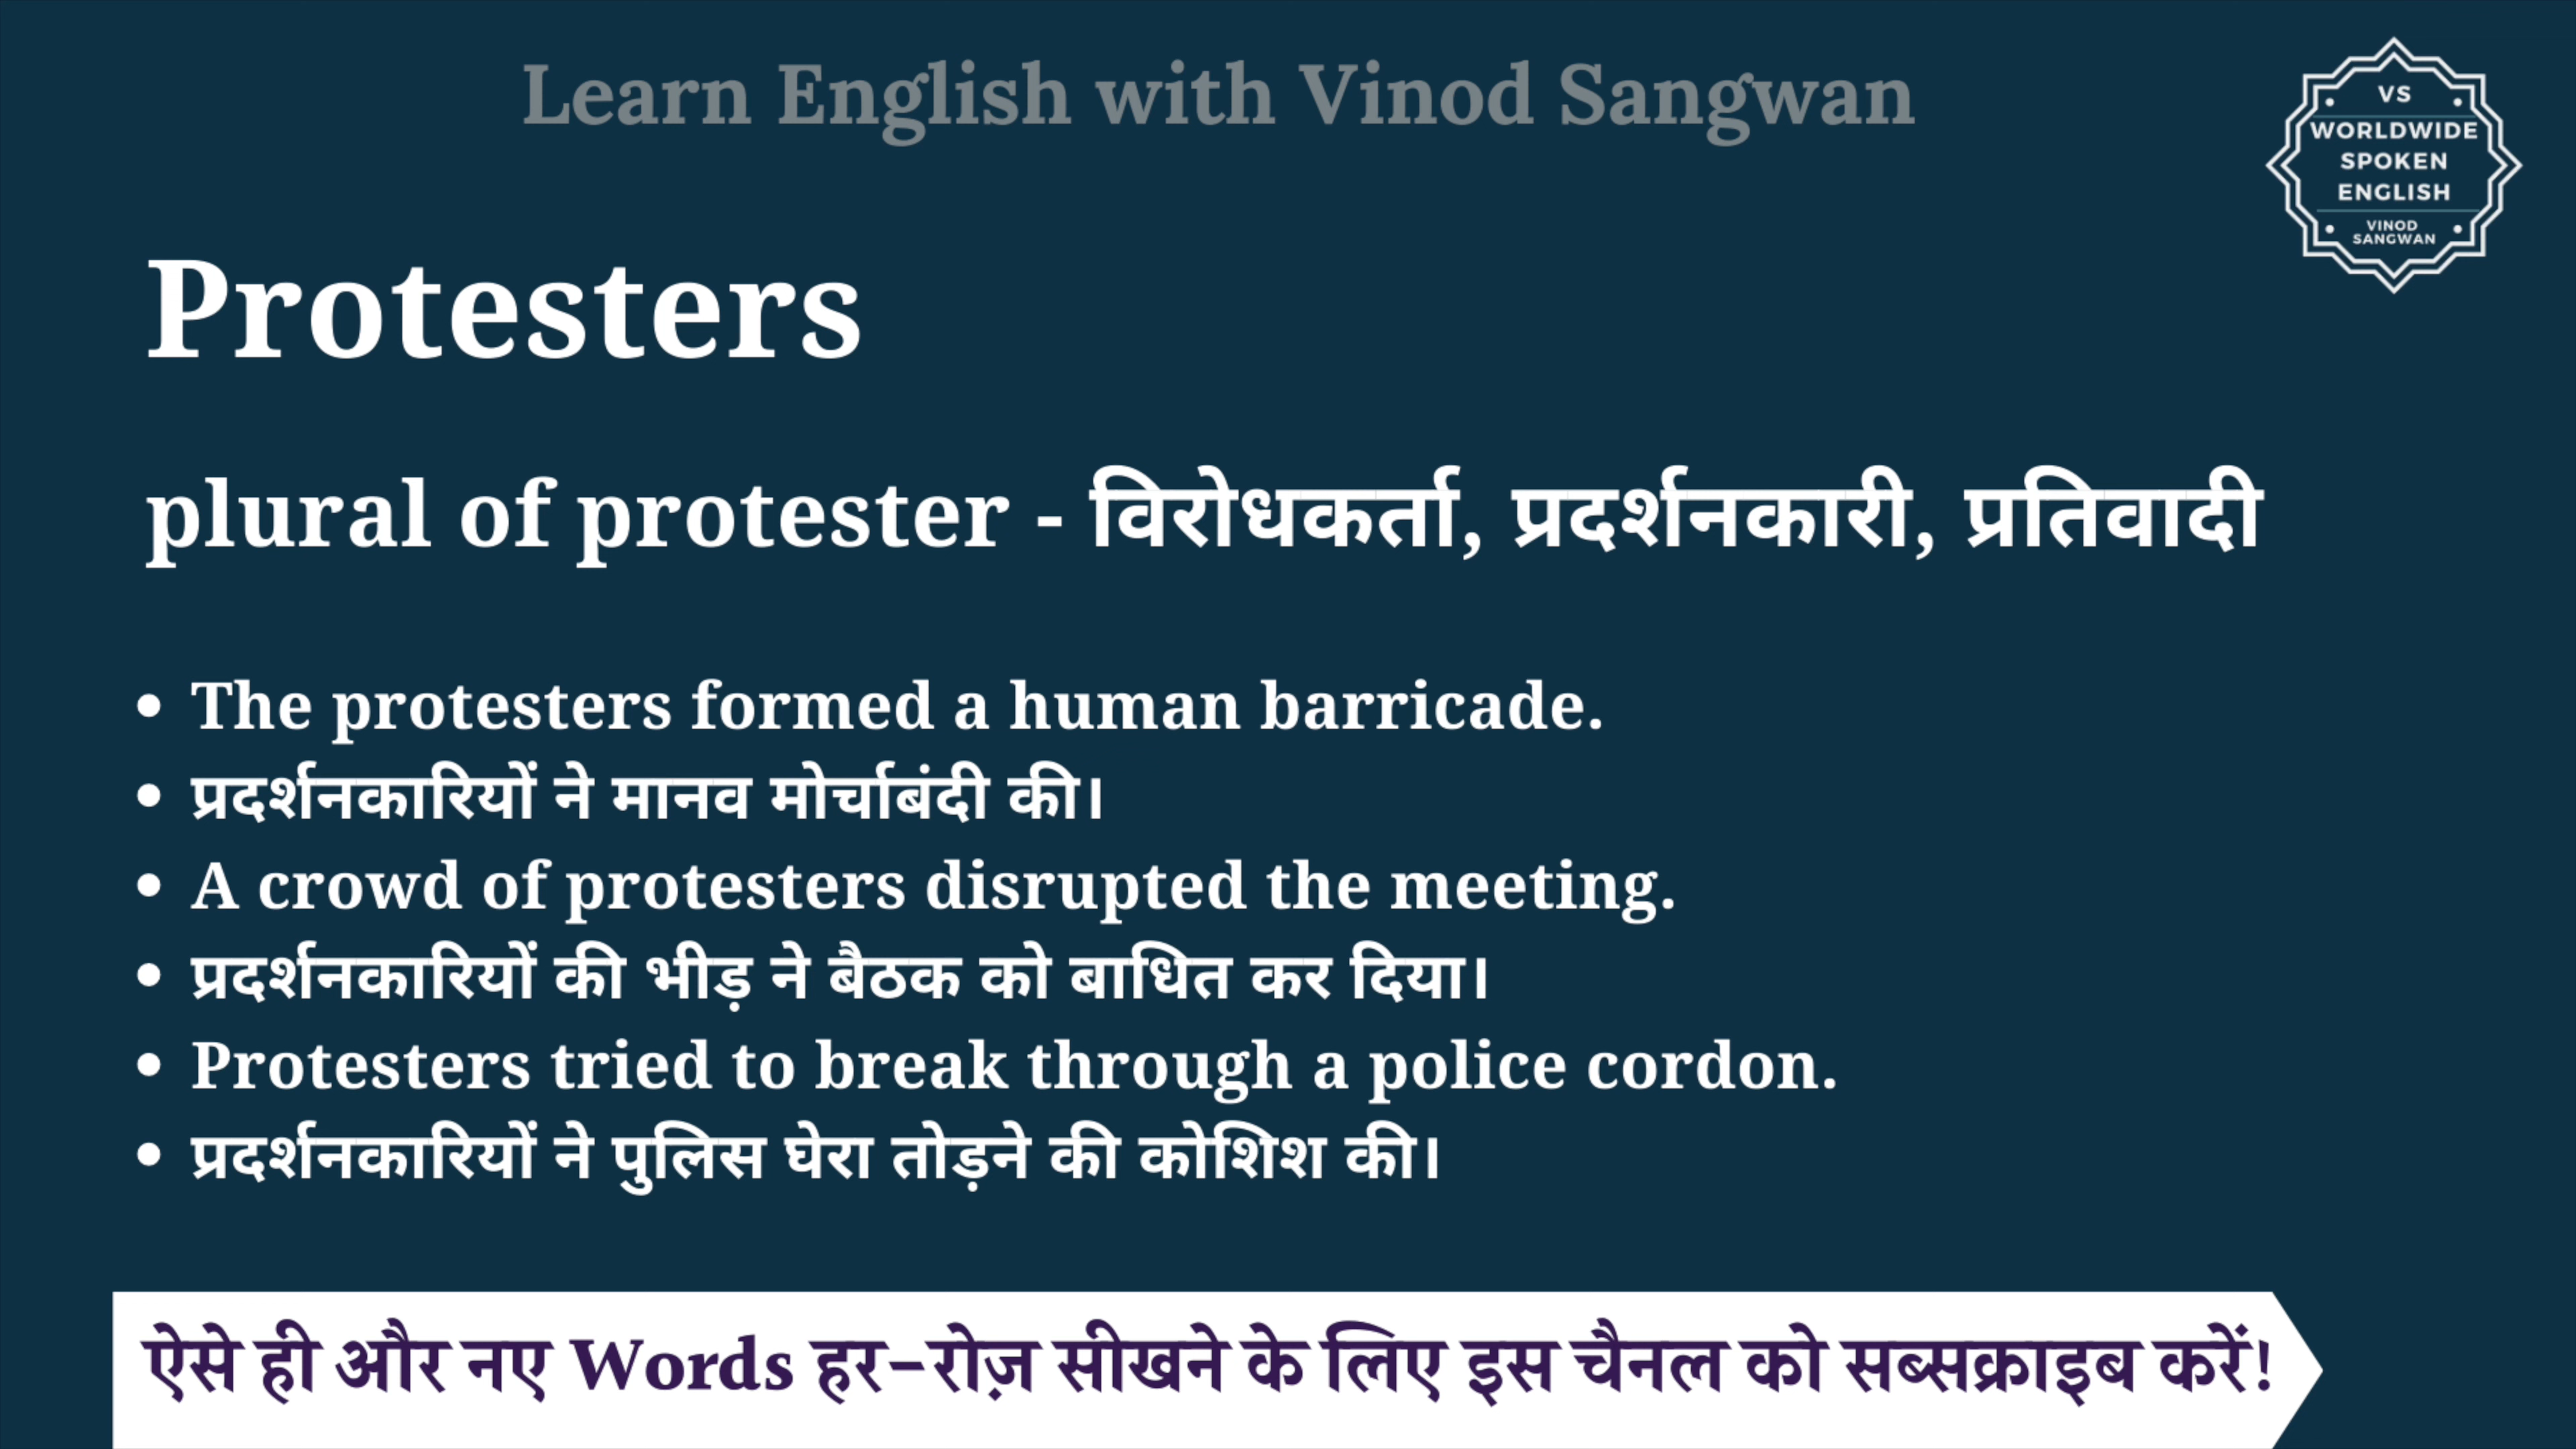 Learn English with Vinod Sangwan
VS
WORLDWIDE
SPOKEN
ENGLISH
VINOD
SANGWAN
Protesters
plural of protester - विरोधकर्ता, प्रदर्शनकारी, प्रतिवादी
• The protesters formed a human barricade.
• प्रदर्शनकारियों ने मानव मोर्चाबंदी की।
• A crowd of protesters disrupted the meeting.
• प्रदर्शनकारियों की भीड़ ने बैठक को बाधित कर दिया।
• Protesters tried to break through a police cordon.
• प्रदर्शनकारियों ने पुलिस घेरा तोड़ने की कोशिश की।
ऐसे ही और नए Words हर-रोज़ सीखने के लिए इस चैनल को सब्सक्राइब करें!